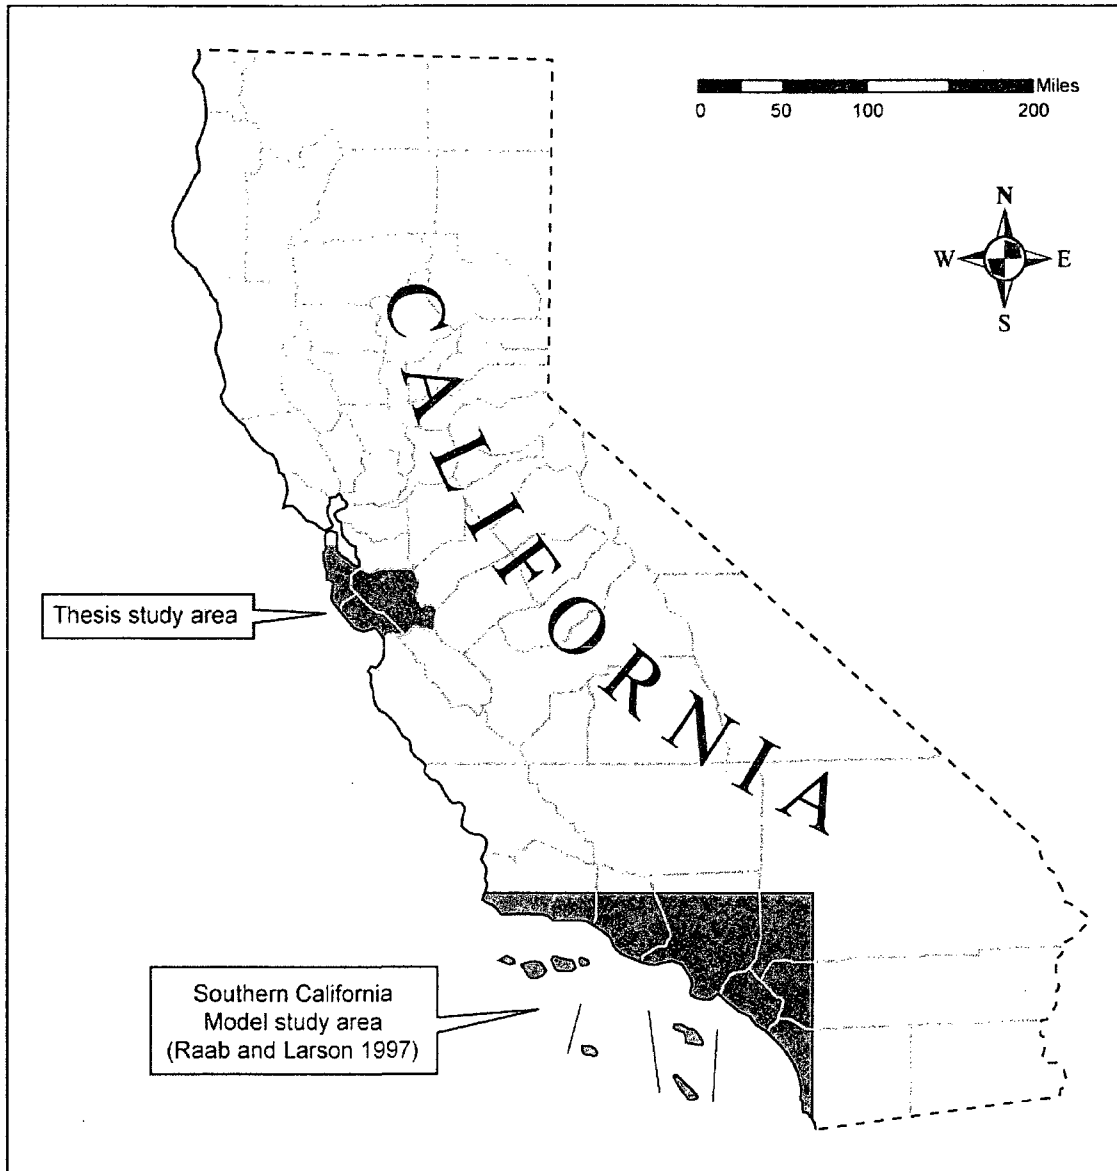 Miles
0 50 100 200
N
W E
S
CALIFORNIA
Thesis study area
Southern California
Model study area
(Raab and Larson 1997)